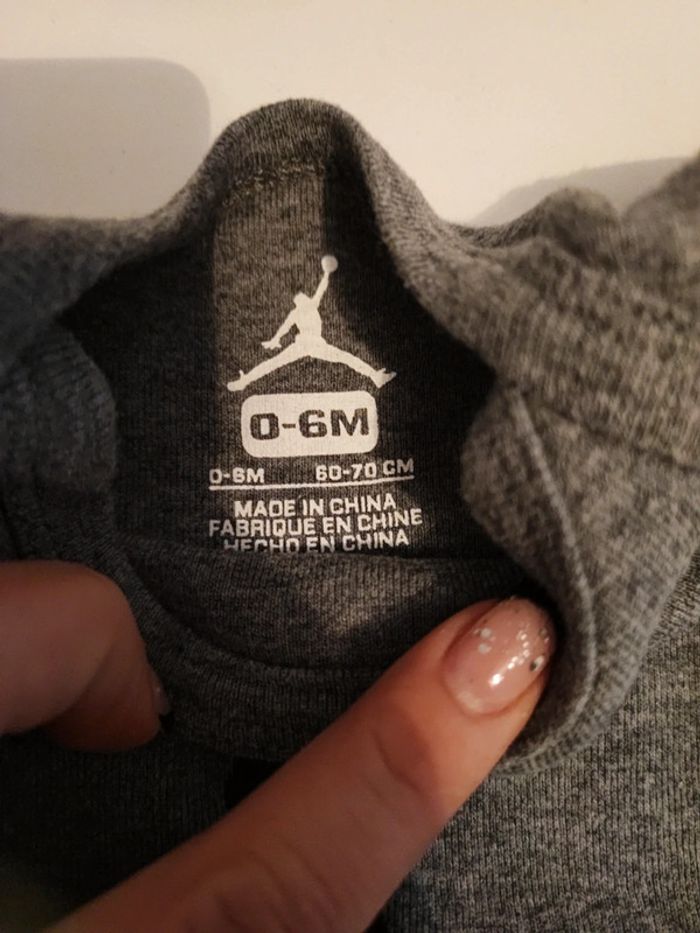 0-6M
0-6M 60-70 CM
MADE IN CHINA
FABRIQUE EN CHINE
HECHO EN CHINA